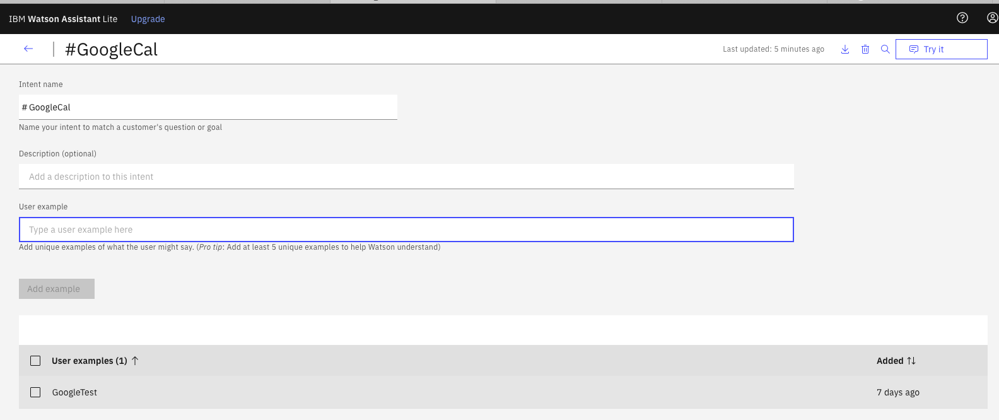 IBM Watson Assistant Lite Upgrade
#GoogleCal Last updated: 5 minutes ago Try it
Intent name
# GoogleCal
Name your intent to match a customer's question or goal
Description (optional)
Add a description to this intent
User example
Type a user example here
Add unique examples of what the user might say. (Pro tip: Add at least 5 unique examples to help Watson understand)
Add example
User examples (1) ↑ Added ↑↓
GoogleTest 7 days ago